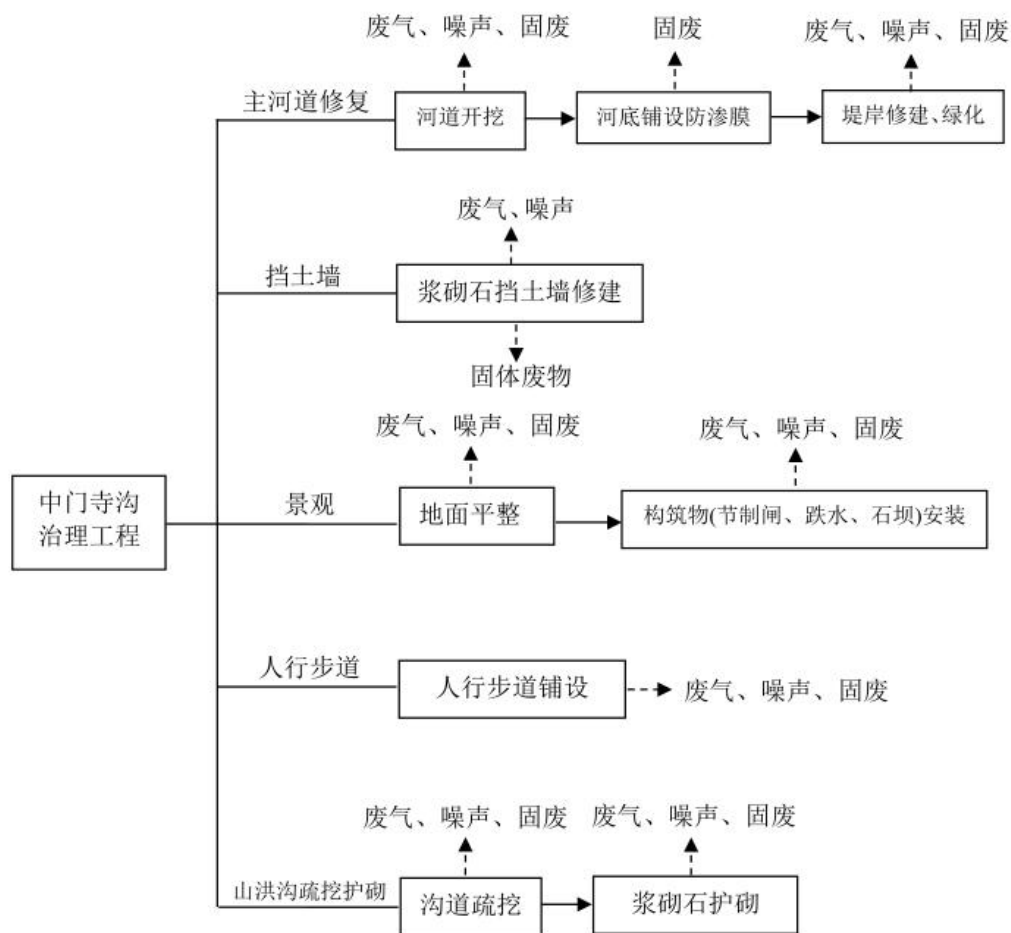 废气、噪声、固废
固废
废气、噪声、固废
主河道修复
河道开挖
河底铺设防渗膜
堤岸修建、绿化
废气、噪声
挡土墙
浆砌石挡土墙修建
固体废物
废气、噪声、固废
废气、噪声、固废
中门寺沟
治理工程
景观
地面平整
构筑物(节制闸、跌水、石坝)安装
人行步道
人行步道铺设
废气、噪声、固废
废气、噪声、固废
废气、噪声、固废
山洪沟疏挖护砌
沟道疏挖
浆砌石护砌